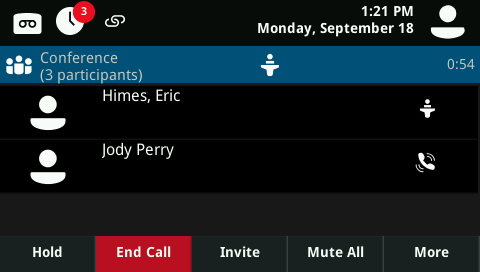 3
1:21 PM
Monday, September 18
Conference
(3 participants)
0:54
Himes, Eric
Jody Perry
Hold
End Call
Invite
Mute All
More